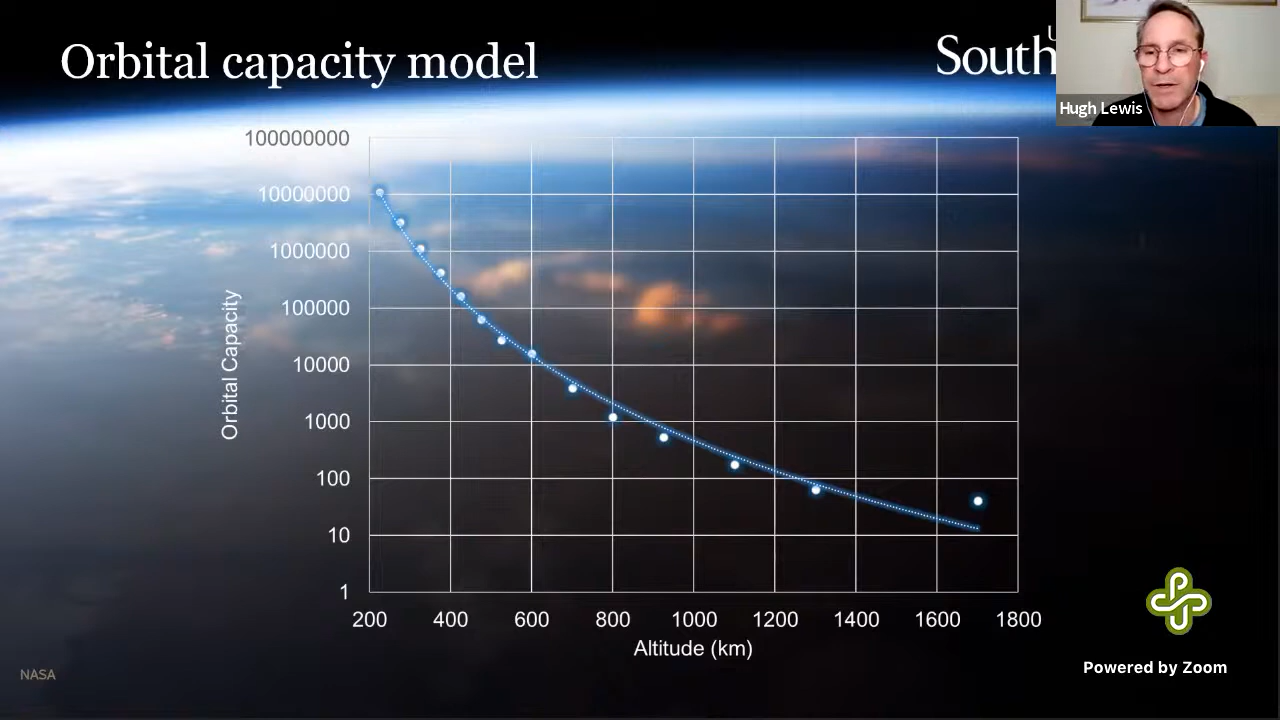 Orbital capacity model
South
Hugh Lewis
100000000
10000000
1000000
100000
10000
1000
100
10
1
Orbital Capacity
200 400 600 800 1000 1200 1400 1600 1800
Altitude (km)
NASA
Powered by Zoom